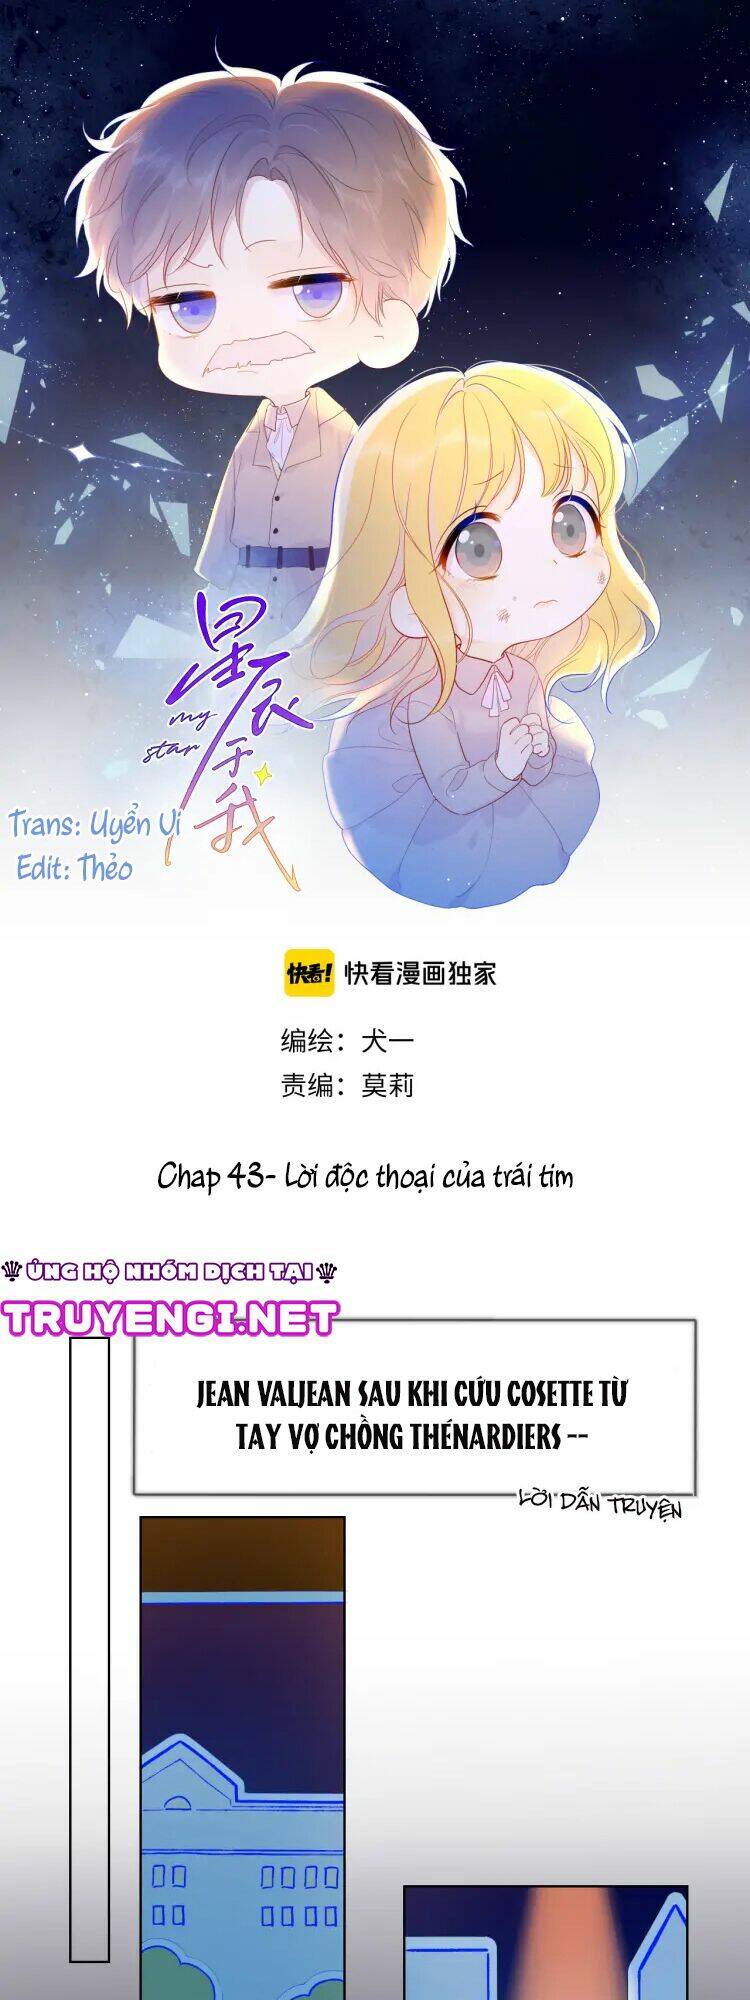 星辰于我
my
star
Trans: Uyển Vi
Edit: Thẻo
快看! 快看漫画独家
编绘：犬一
责编：莫莉
Chap 43- Lời độc thoại của trái tim
ỦNG HỘ NHÓM DỊCH TẠI
TRUYENGI.NET
JEAN VALJEAN SAU KHI CỨU COSETTE TỪ
TAY VỢ CHỒNG THÉNARDIERS --
LỜI DẪN TRUYỆN